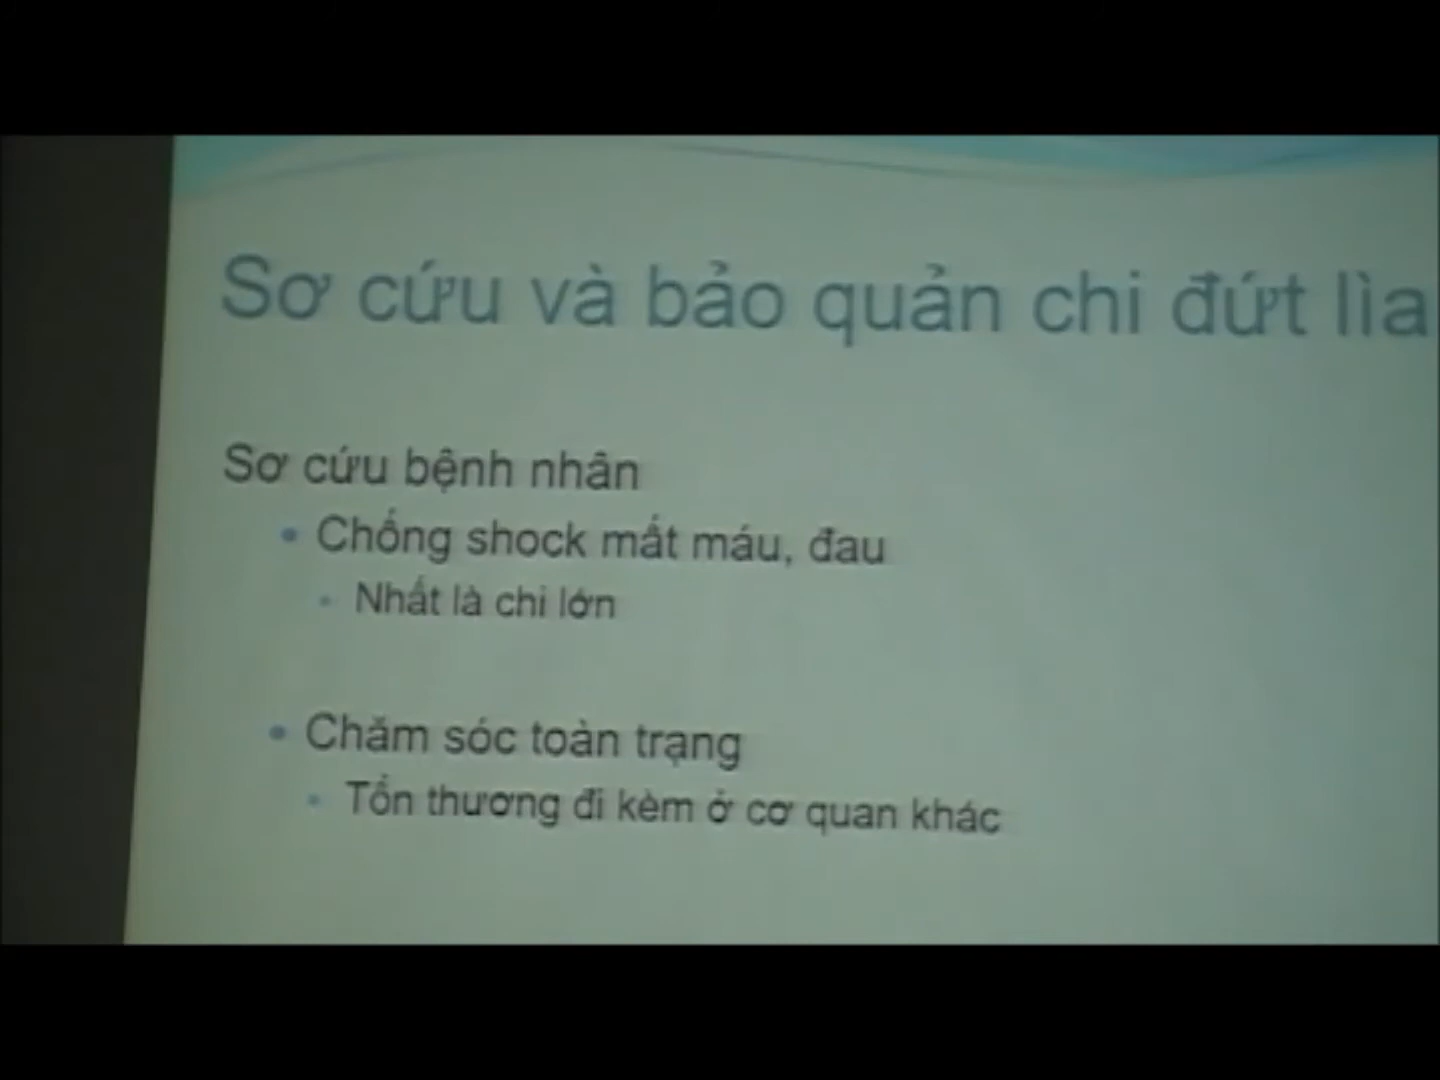 Sơ cứu và bảo quản chi đứt lìa
Sơ cứu bệnh nhân
• Chống shock mất máu, đau
• Nhất là chi lớn
• Chăm sóc toàn trạng
• Tổn thương đi kèm ở cơ quan khác